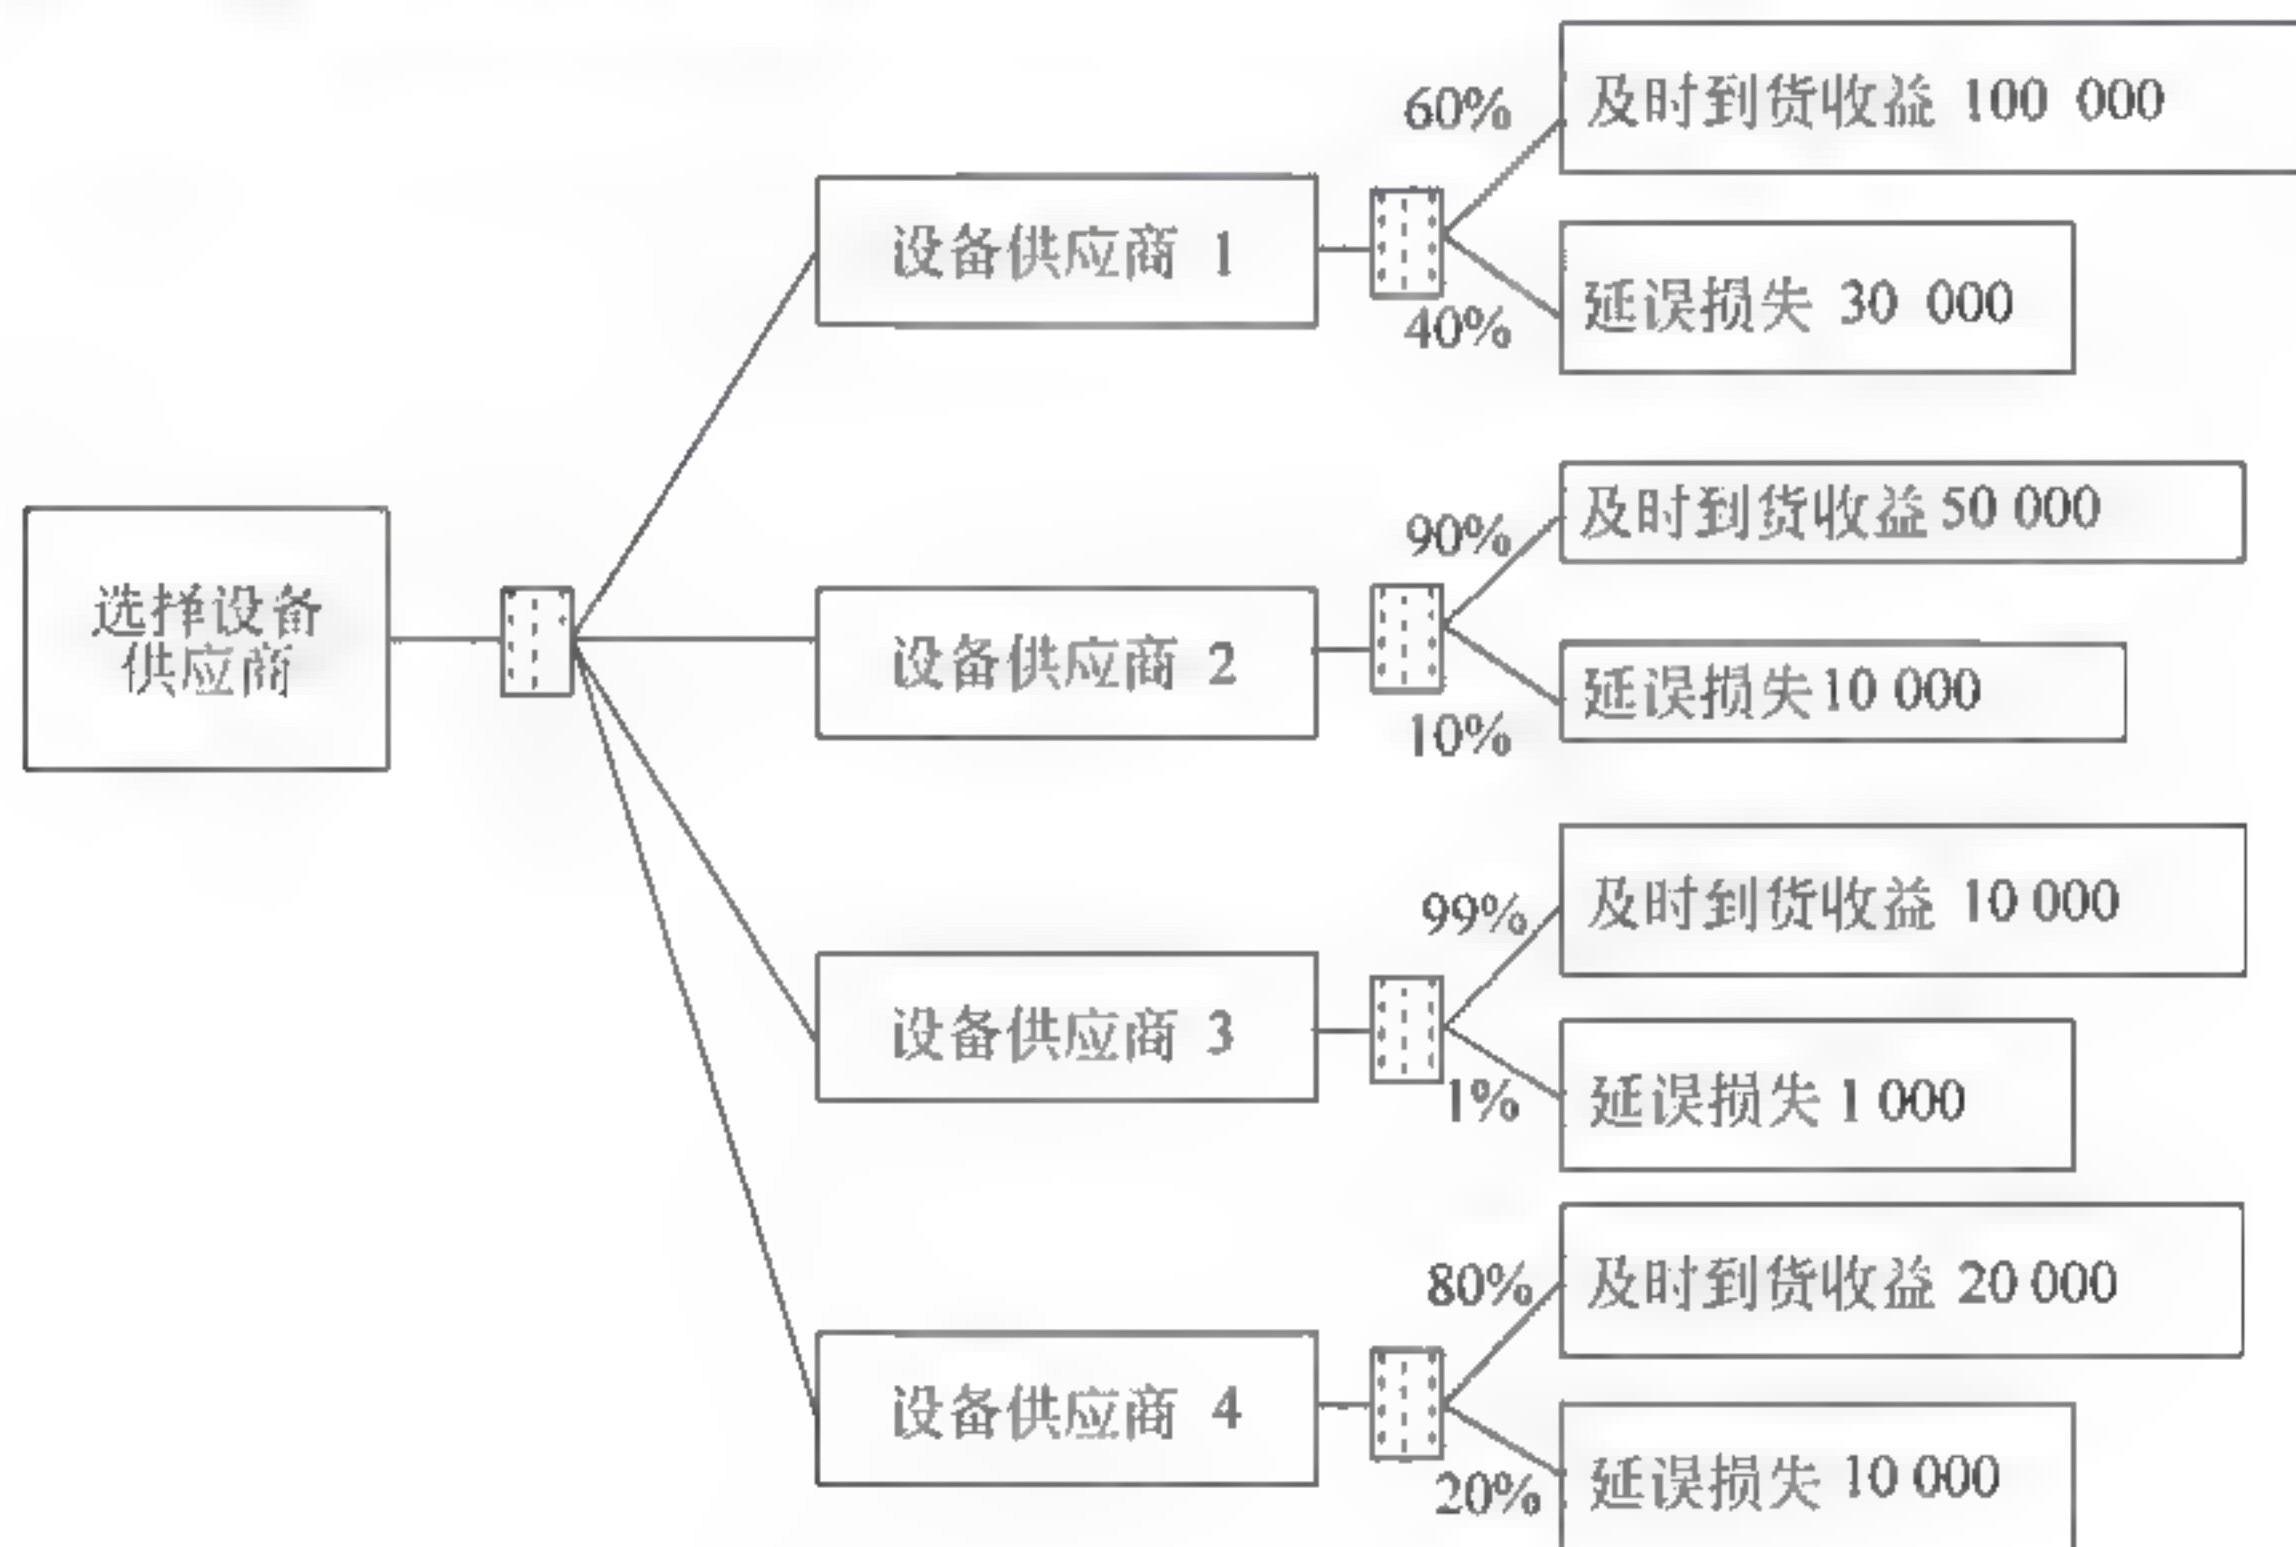 60%
及时到货收益 100 000
设备供应商 1
40%
延误损失 30 000
选择设备
供应商
90%
及时到货收益 50 000
设备供应商 2
10%
延误损失 10 000
99%
及时到货收益 10 000
设备供应商 3
1%
延误损失 1 000
80%
及时到货收益 20 000
设备供应商 4
20%
延误损失 10 000